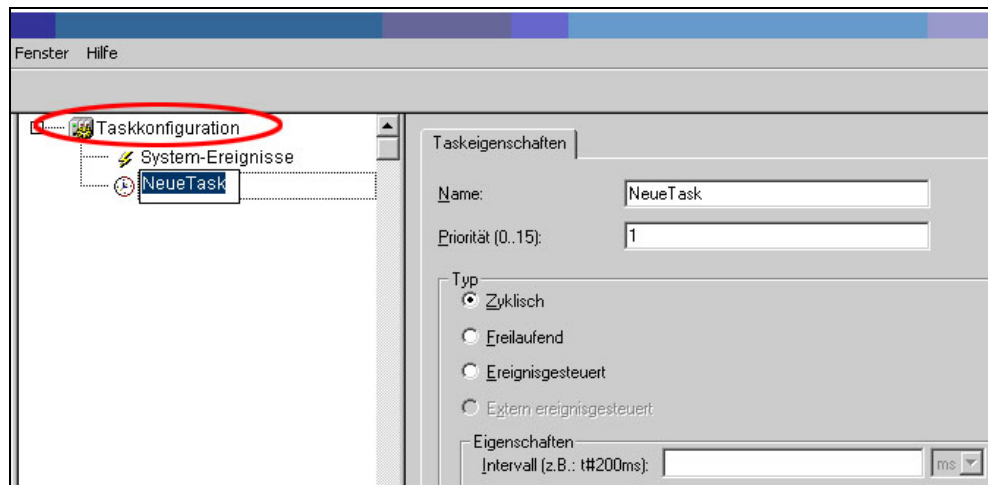 Fenster Hilfe
Taskkonfiguration
System-Ereignisse
NeueTask
Taskeigenschaften
Name: NeueTask
Priorität (0..15): 1
Typ
Zyklisch
Freilaufend
Ereignisgesteuert
Extern ereignisgesteuert
Eigenschaften
Intervall (z.B.: t#200ms): ms